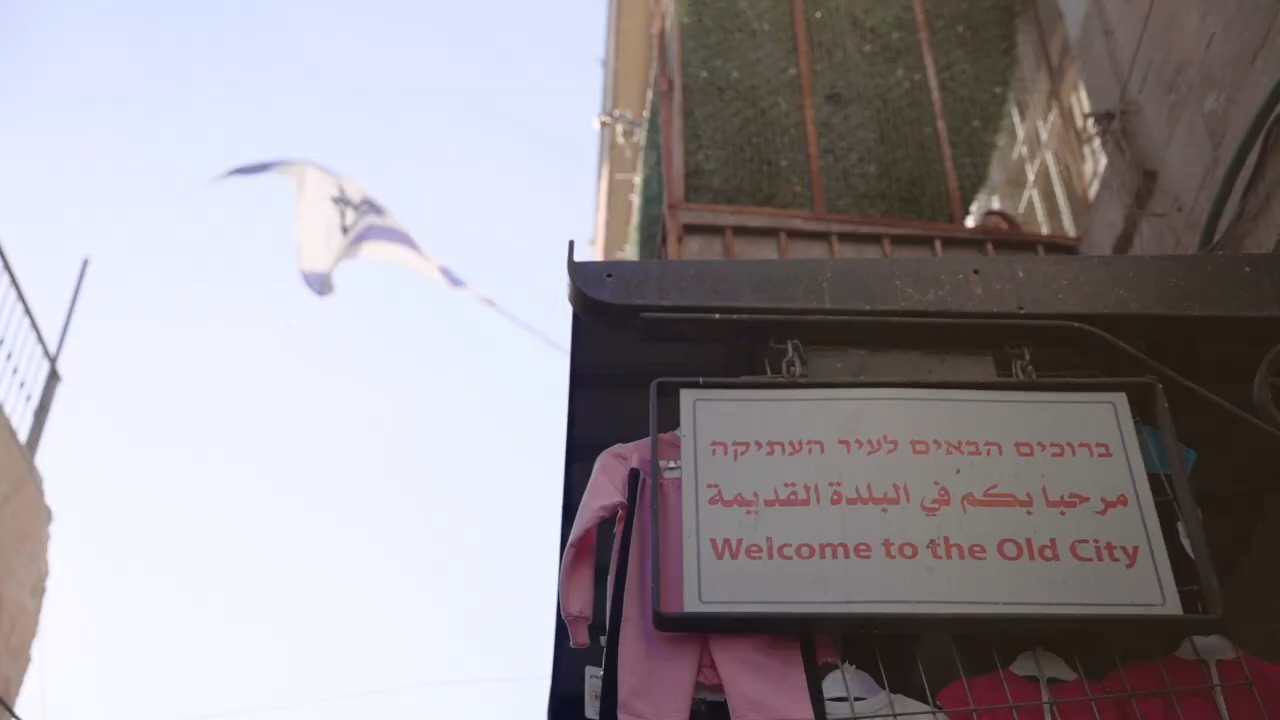 ברוכים הבאים לעיר העתיקה
مرحباً بكم في البلدة القديمة
Welcome to the Old City